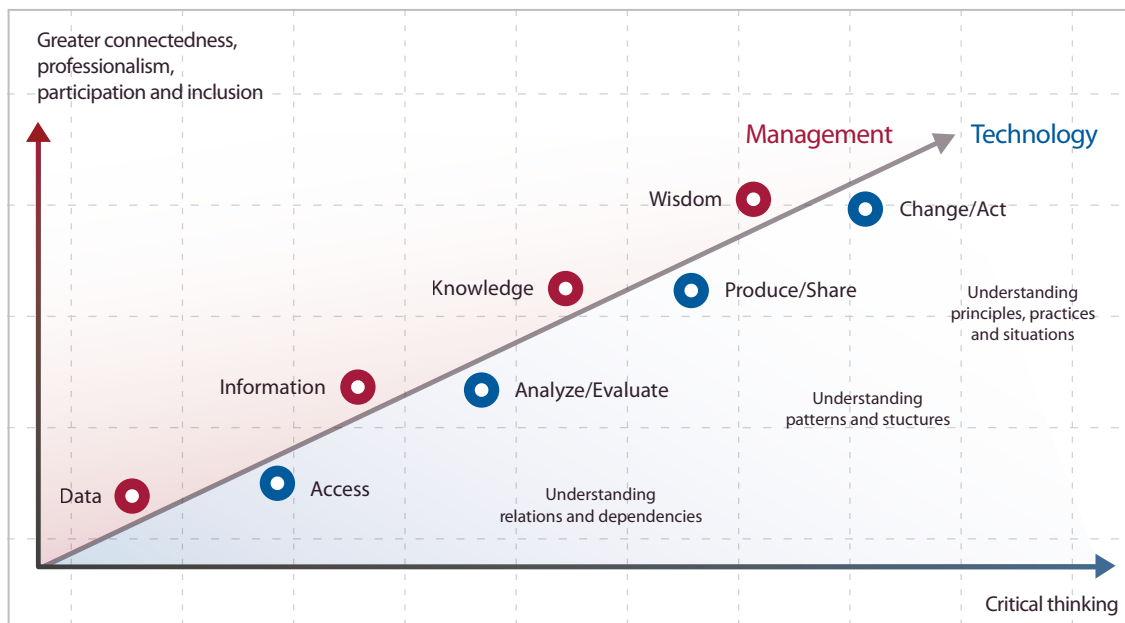 Greater connectedness,
professionalism,
participation and inclusion
Management
Technology
Wisdom
Change/Act
Knowledge
Produce/Share
Understanding
principles, practices
and situations
Information
Analyze/Evaluate
Understanding
patterns and stuctures
Data
Access
Understanding
relations and dependencies
Critical thinking